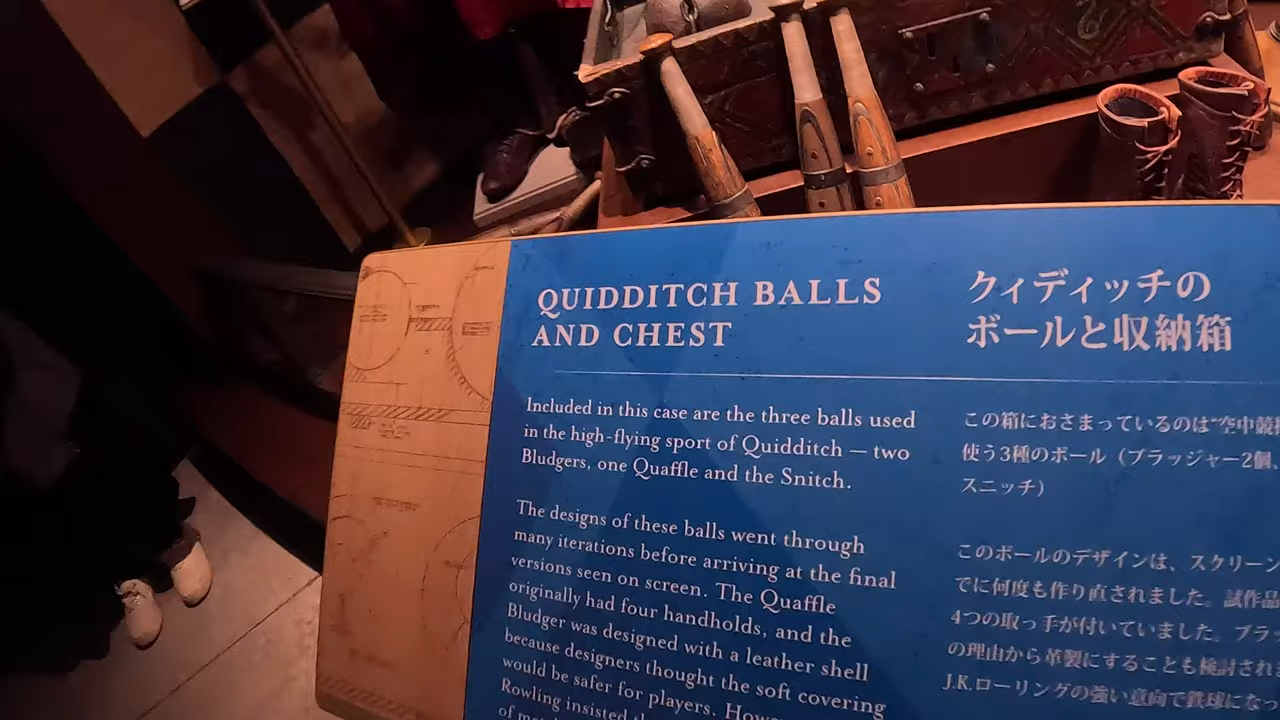 QUIDDITCH BALLS
AND CHEST
Included in this case are the three balls used
in the high-flying sport of Quidditch — two
Bludgers, one Quaffle and the Snitch.
The designs of these balls went through
many iterations before arriving at the final
versions seen on screen. The Quaffle
originally had four handholds, and the
Bludger was designed with a leather shell
because designers thought the soft covering
would be safer for players.
Rowling insisted
クィディッチの
ボールと収納箱
この箱におさまっているのは“空中競技
使う3種のボール（ブラッジャー2個、
スニッチ）
このボールのデザインは、スクリーン
でに何度も作り直されました。試作品
4つの取っ手が付いていました。ブラッ
の理由から革製にすることも検討され
J.K.ローリングの強い意向で鉄球になっ